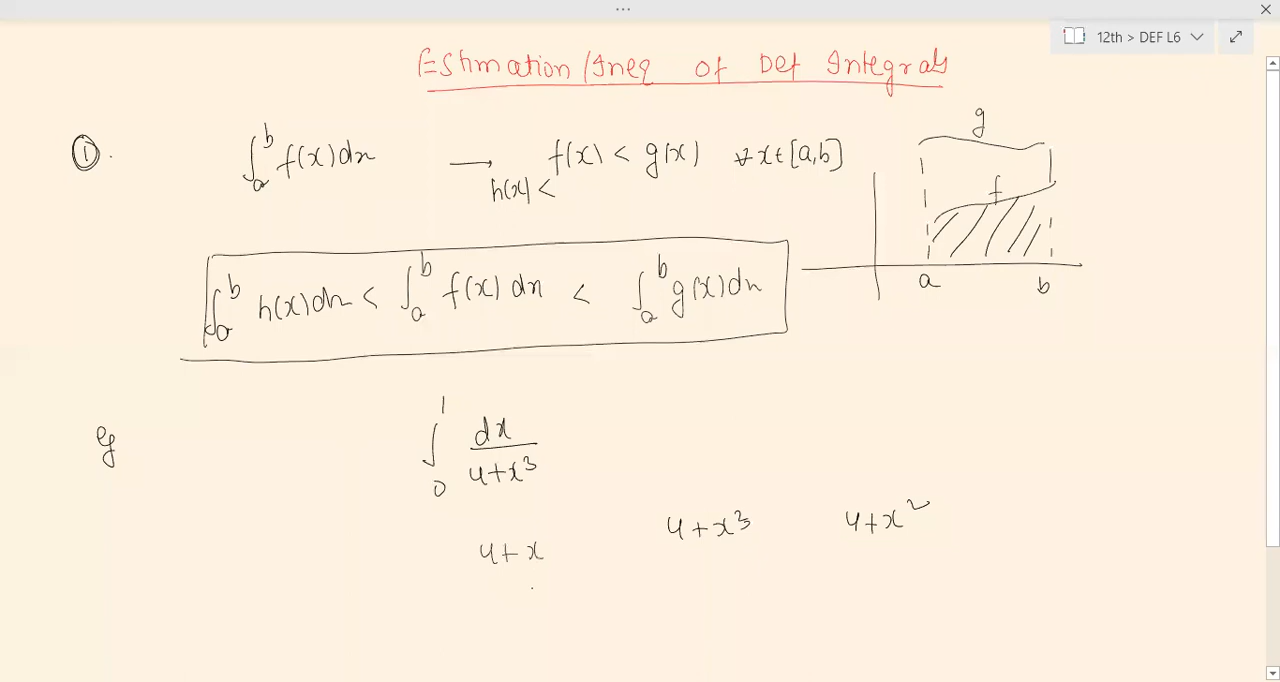 ...
12th > DEF L6
Estimation/Ineq of Def Integrals
① ∫_a^b f(x)dx → f(x) < g(x) ∀ x ∈ [a,b]
h(x) <
g
f
a b
∫_a^b h(x)dx < ∫_a^b f(x) dx < ∫_a^b g(x)dx
Eg ∫_0^1 dx/(4+x³)
4+x³ 4+x²
4+x